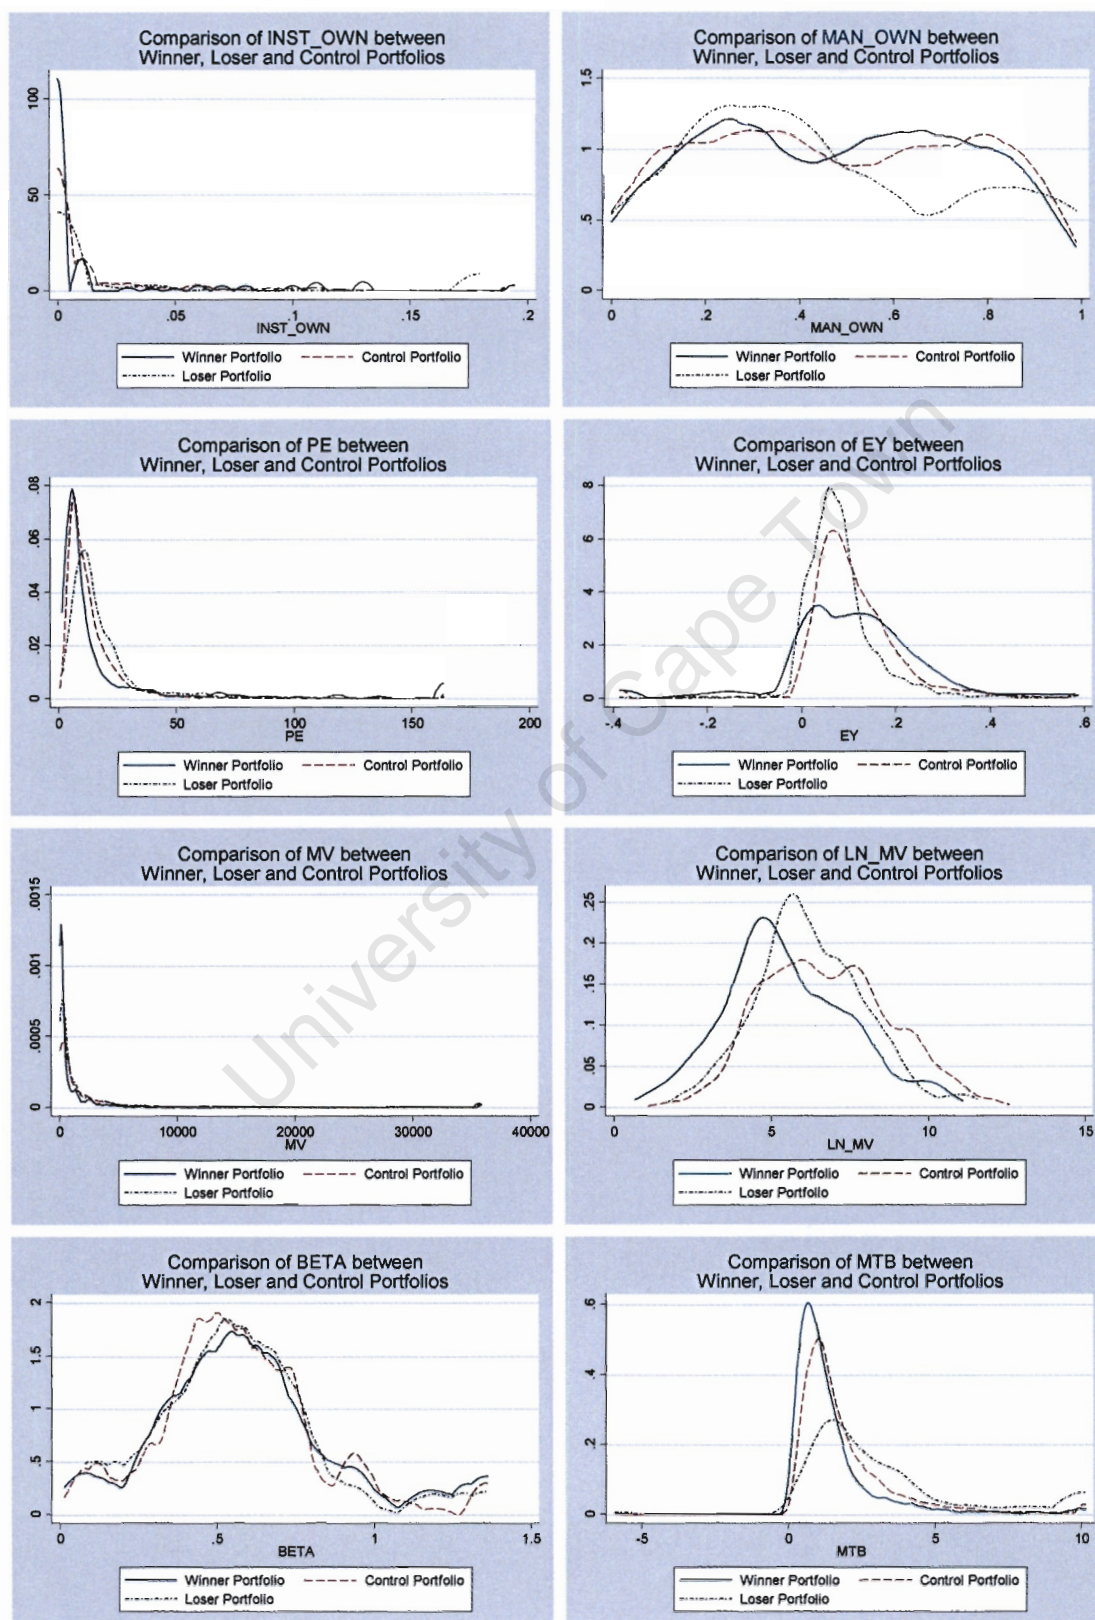 Comparison of INST_OWN between
Winner, Loser and Control Portfolios
100
50
0
0 .05 .1 .15 .2
INST_OWN
Winner Portfolio Control Portfolio
Loser Portfolio
Comparison of MAN_OWN between
Winner, Loser and Control Portfolios
1.5
1
.5
0
0 .2 .4 .6 .8 1
MAN_OWN
Winner Portfolio Control Portfolio
Loser Portfolio
Comparison of PE between
Winner, Loser and Control Portfolios
.08
.06
.04
.02
0
0 50 100 150 200
PE
Winner Portfolio Control Portfolio
Loser Portfolio
Comparison of EY between
Winner, Loser and Control Portfolios
8
6
4
2
0
-.4 -.2 0 .2 .4 .6
EY
Winner Portfolio Control Portfolio
Loser Portfolio
Comparison of MV between
Winner, Loser and Control Portfolios
.0015
.001
.0005
0
0 10000 20000 30000 40000
MV
Winner Portfolio Control Portfolio
Loser Portfolio
Comparison of LN_MV between
Winner, Loser and Control Portfolios
.25
.2
.15
.1
.05
0
0 5 10 15
LN_MV
Winner Portfolio Control Portfolio
Loser Portfolio
Comparison of BETA between
Winner, Loser and Control Portfolios
2
1.5
1
.5
0
0 .5 1 1.5
BETA
Winner Portfolio Control Portfolio
Loser Portfolio
Comparison of MTB between
Winner, Loser and Control Portfolios
.6
.4
.2
0
-5 0 5 10
MTB
Winner Portfolio Control Portfolio
Loser Portfolio
University of Cape Town